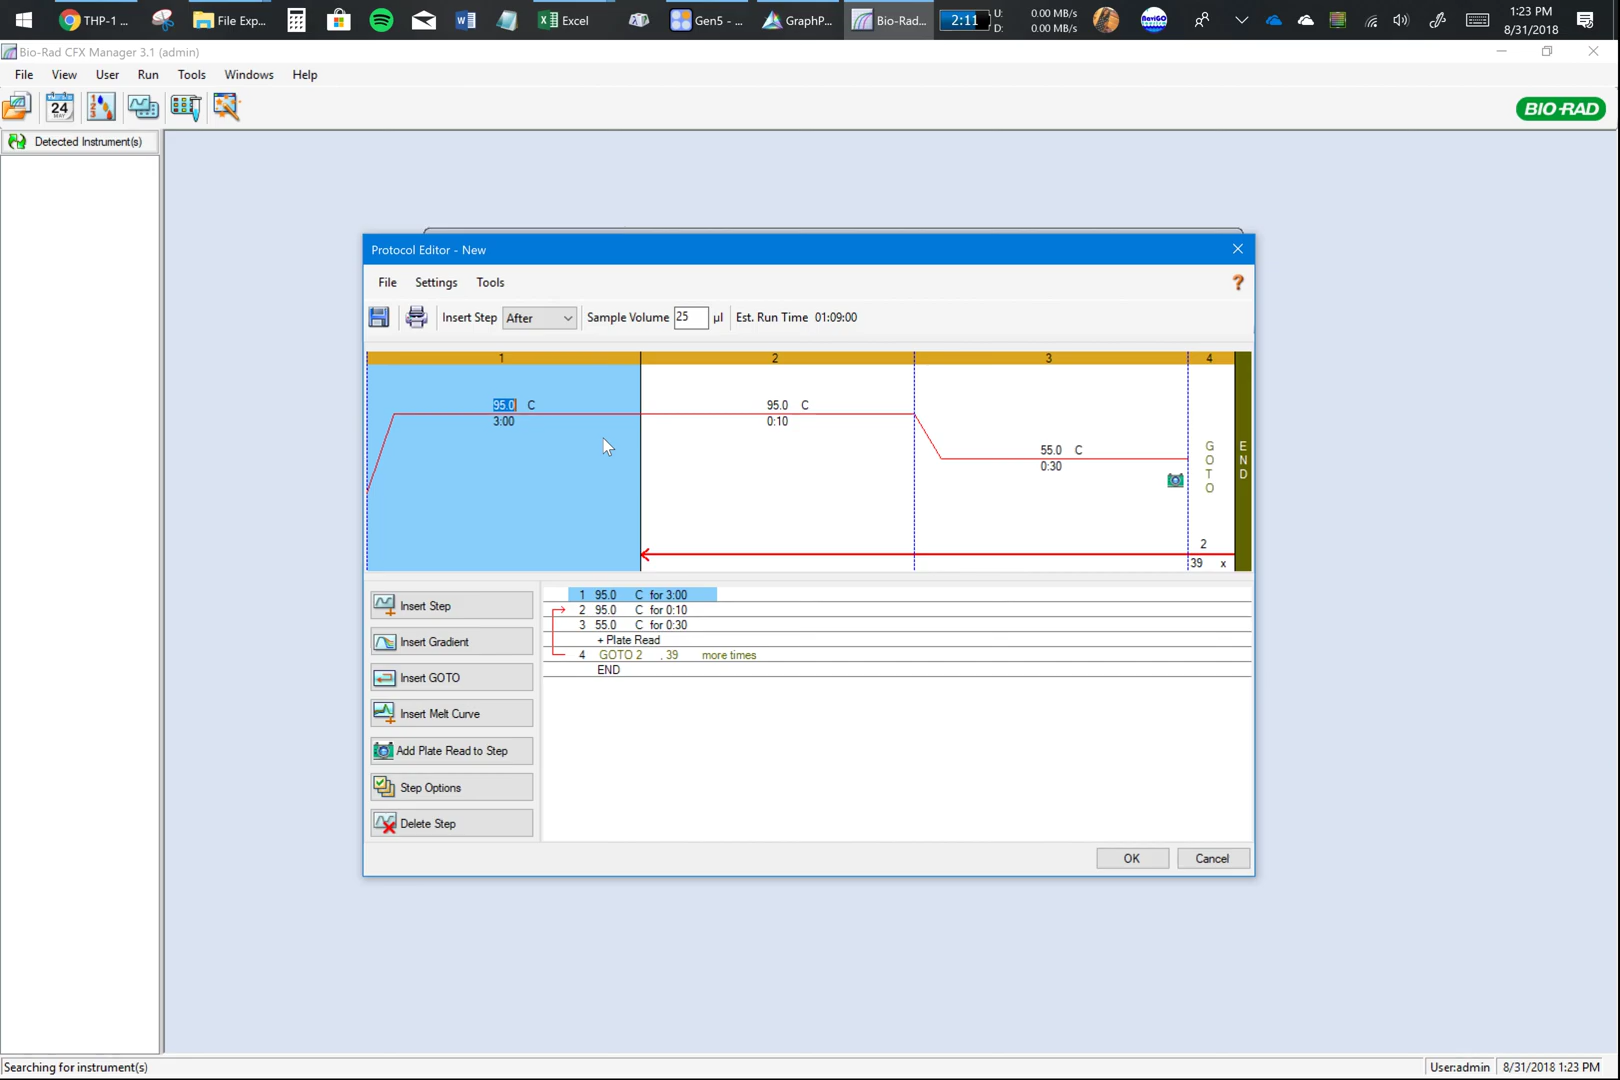 THP-1 ...
File Exp...
Excel
Gen5 - ...
GraphP...
Bio-Rad...
2:11
U: 0.00 MB/s
D: 0.00 MB/s
NaviGO
1:23 PM
8/31/2018
Bio-Rad CFX Manager 3.1 (admin)
File View User Run Tools Windows Help
24
MAY
1 2 3
BIO-RAD
Detected Instrument(s)
Protocol Editor - New
File Settings Tools
?
Insert Step After Sample Volume 25 µl Est. Run Time 01:09:00
1 2 3 4
95.0 C
3:00
95.0 C
0:10
55.0 C
0:30
GOTO
END
2
39 x
Insert Step
Insert Gradient
Insert GOTO
Insert Melt Curve
Add Plate Read to Step
Step Options
Delete Step
1 95.0 C for 3:00
2 95.0 C for 0:10
3 55.0 C for 0:30
+ Plate Read
4 GOTO 2 , 39 more times
END
OK Cancel
Searching for instrument(s)
User:admin 8/31/2018 1:23 PM